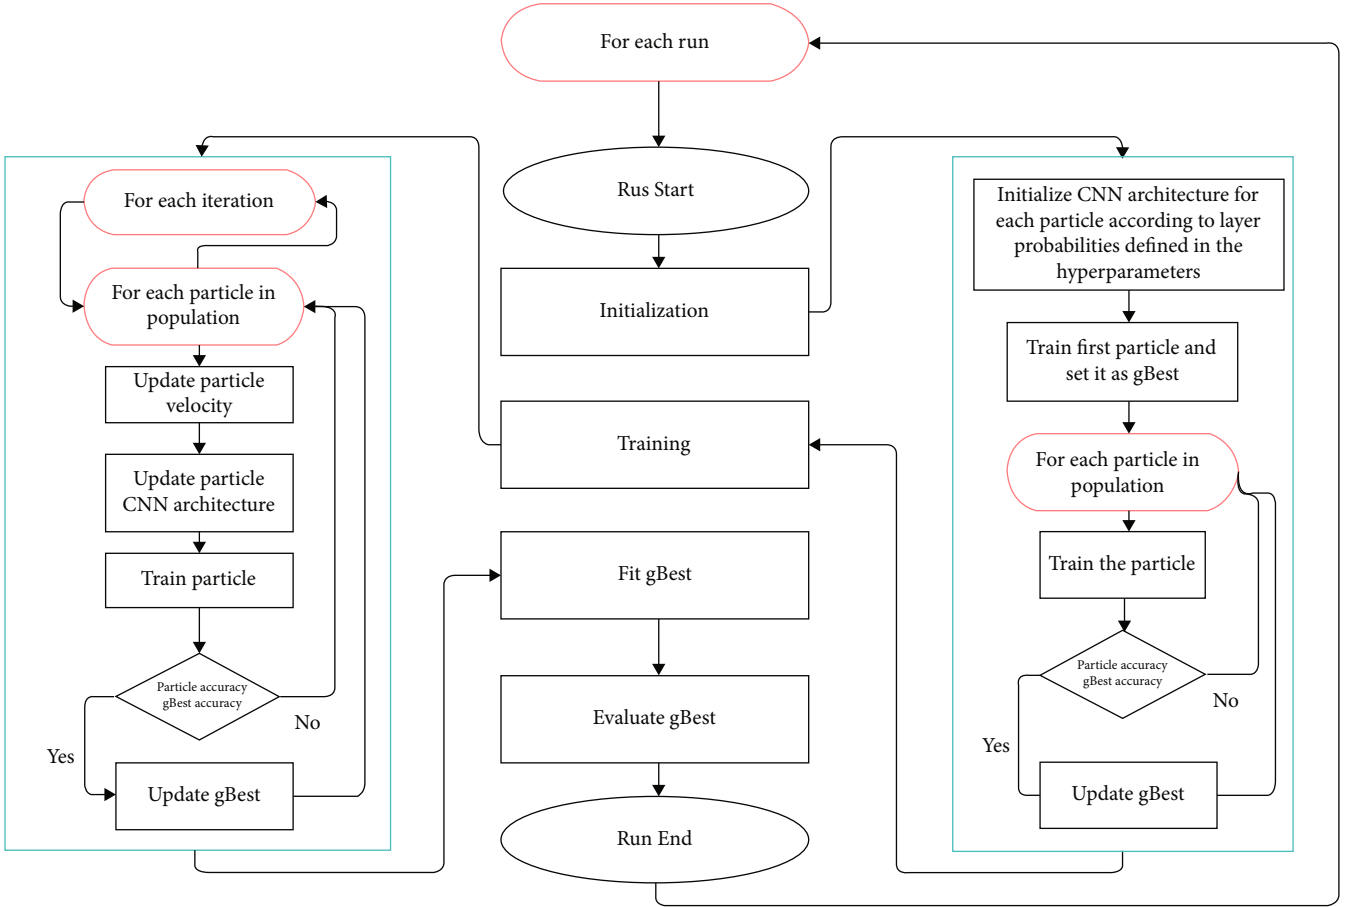 For each run
Rus Start
Initialization
Training
Fit gBest
Evaluate gBest
Run End
For each iteration
For each particle in
population
Update particle
velocity
Update particle
CNN architecture
Train particle
Particle accuracy
gBest accuracy
No
Yes
Update gBest
Initialize CNN architecture for
each particle according to layer
probabilities defined in the
hyperparameters
Train first particle and
set it as gBest
For each particle in
population
Train the particle
Particle accuracy
gBest accuracy
No
Yes
Update gBest